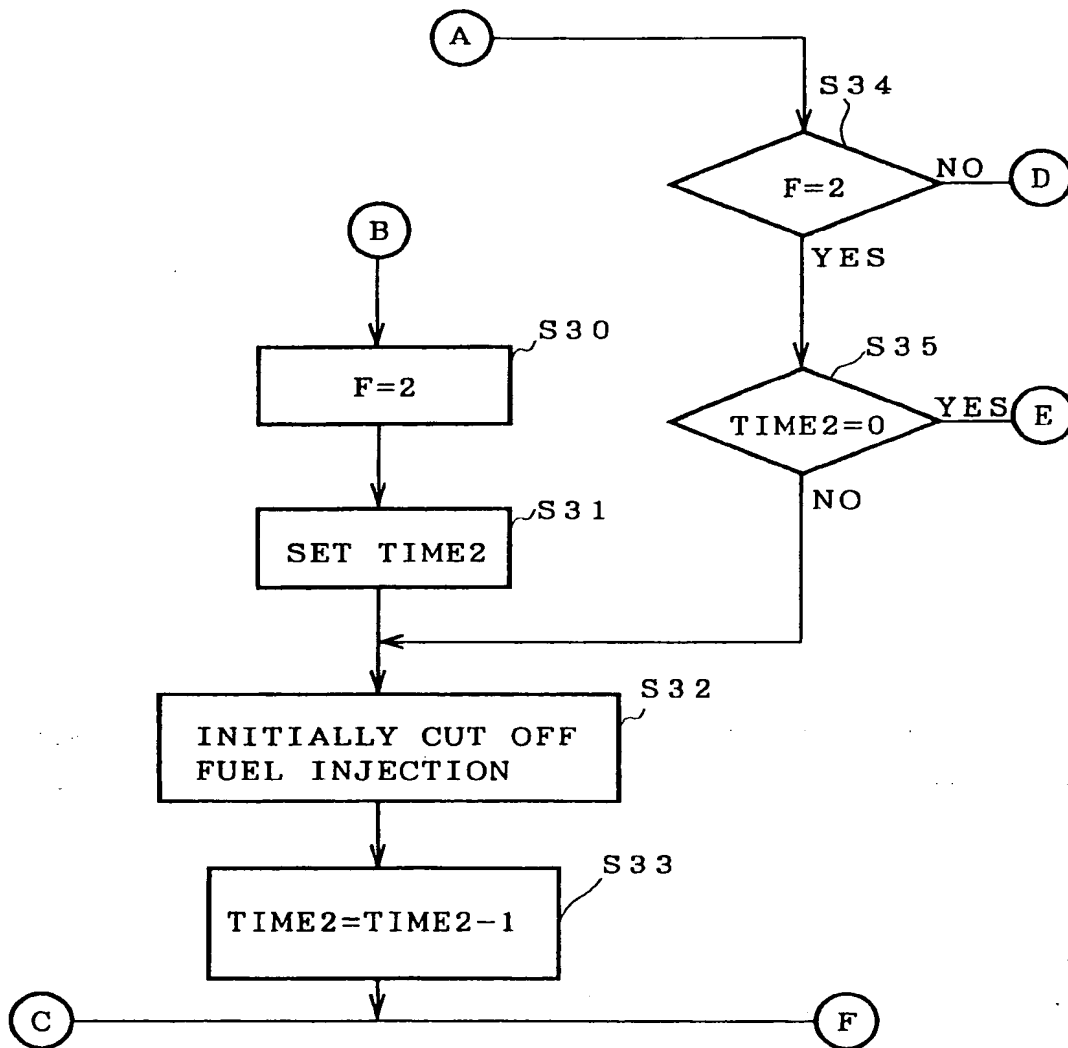 A
S34
F=2
NO
D
B
YES
S30
F=2
S35
TIME2=0
YES
E
NO
S31
SET TIME2
S32
INITIALLY CUT OFF
FUEL INJECTION
S33
TIME2=TIME2-1
C
F